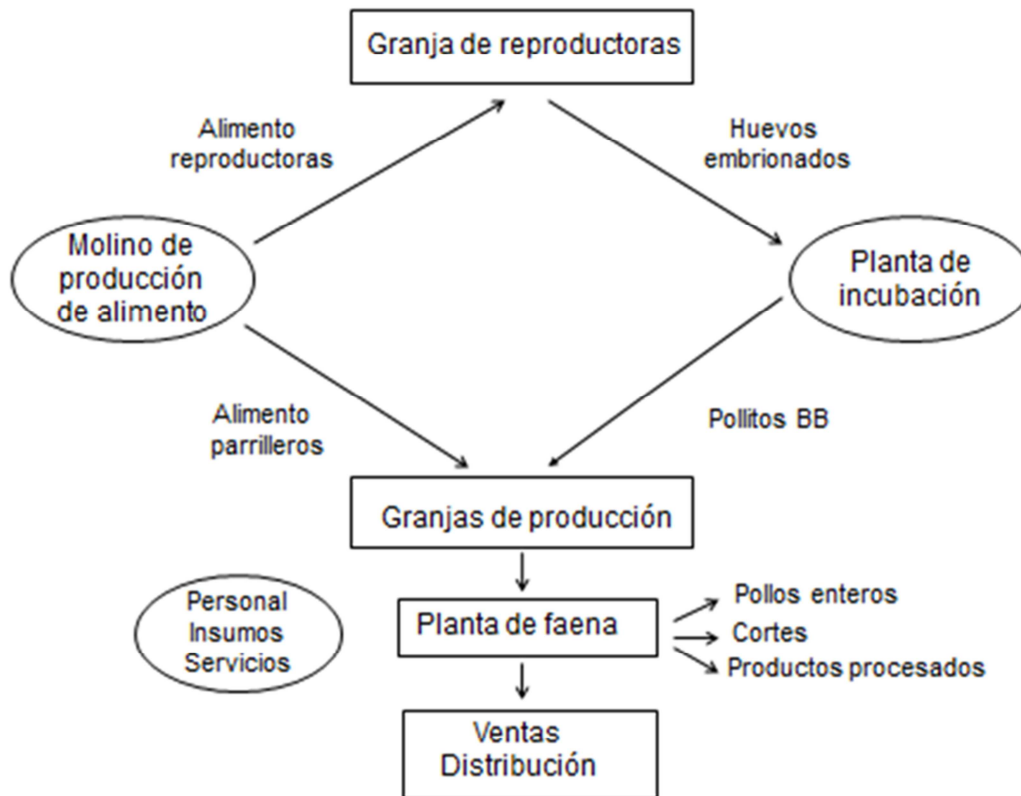 Granja de reproductoras
Alimento
reproductoras
Huevos
embrionados
Molino de
producción
de alimento
Planta de
incubación
Alimento
parrilleros
Pollitos BB
Granjas de producción
Personal
Insumos
Servicios
Planta de faena
Pollos enteros
Cortes
Productos procesados
Ventas
Distribución